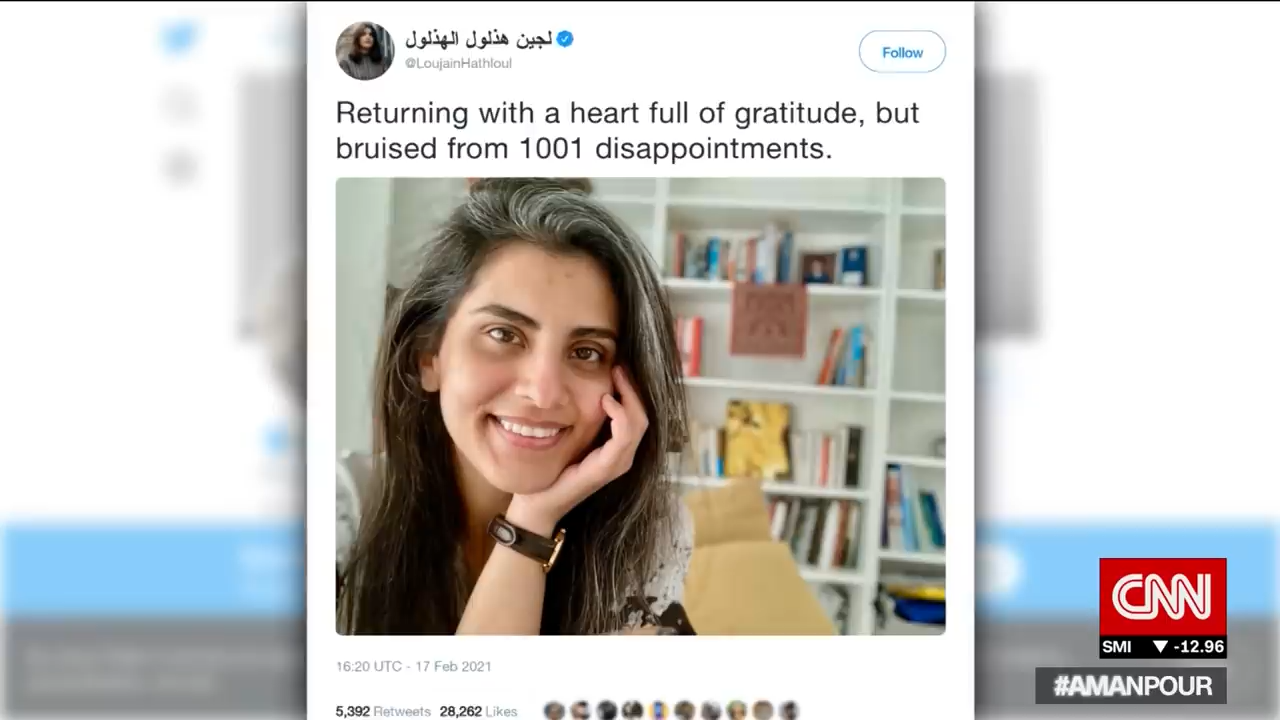 لجين هذلول الهذلول
@LoujainHathloul
Follow
Returning with a heart full of gratitude, but
bruised from 1001 disappointments.
16:20 UTC - 17 Feb 2021
5,392 Retweets 28,262 Likes
CNN
SMI ▼ -12.96
#AMANPOUR